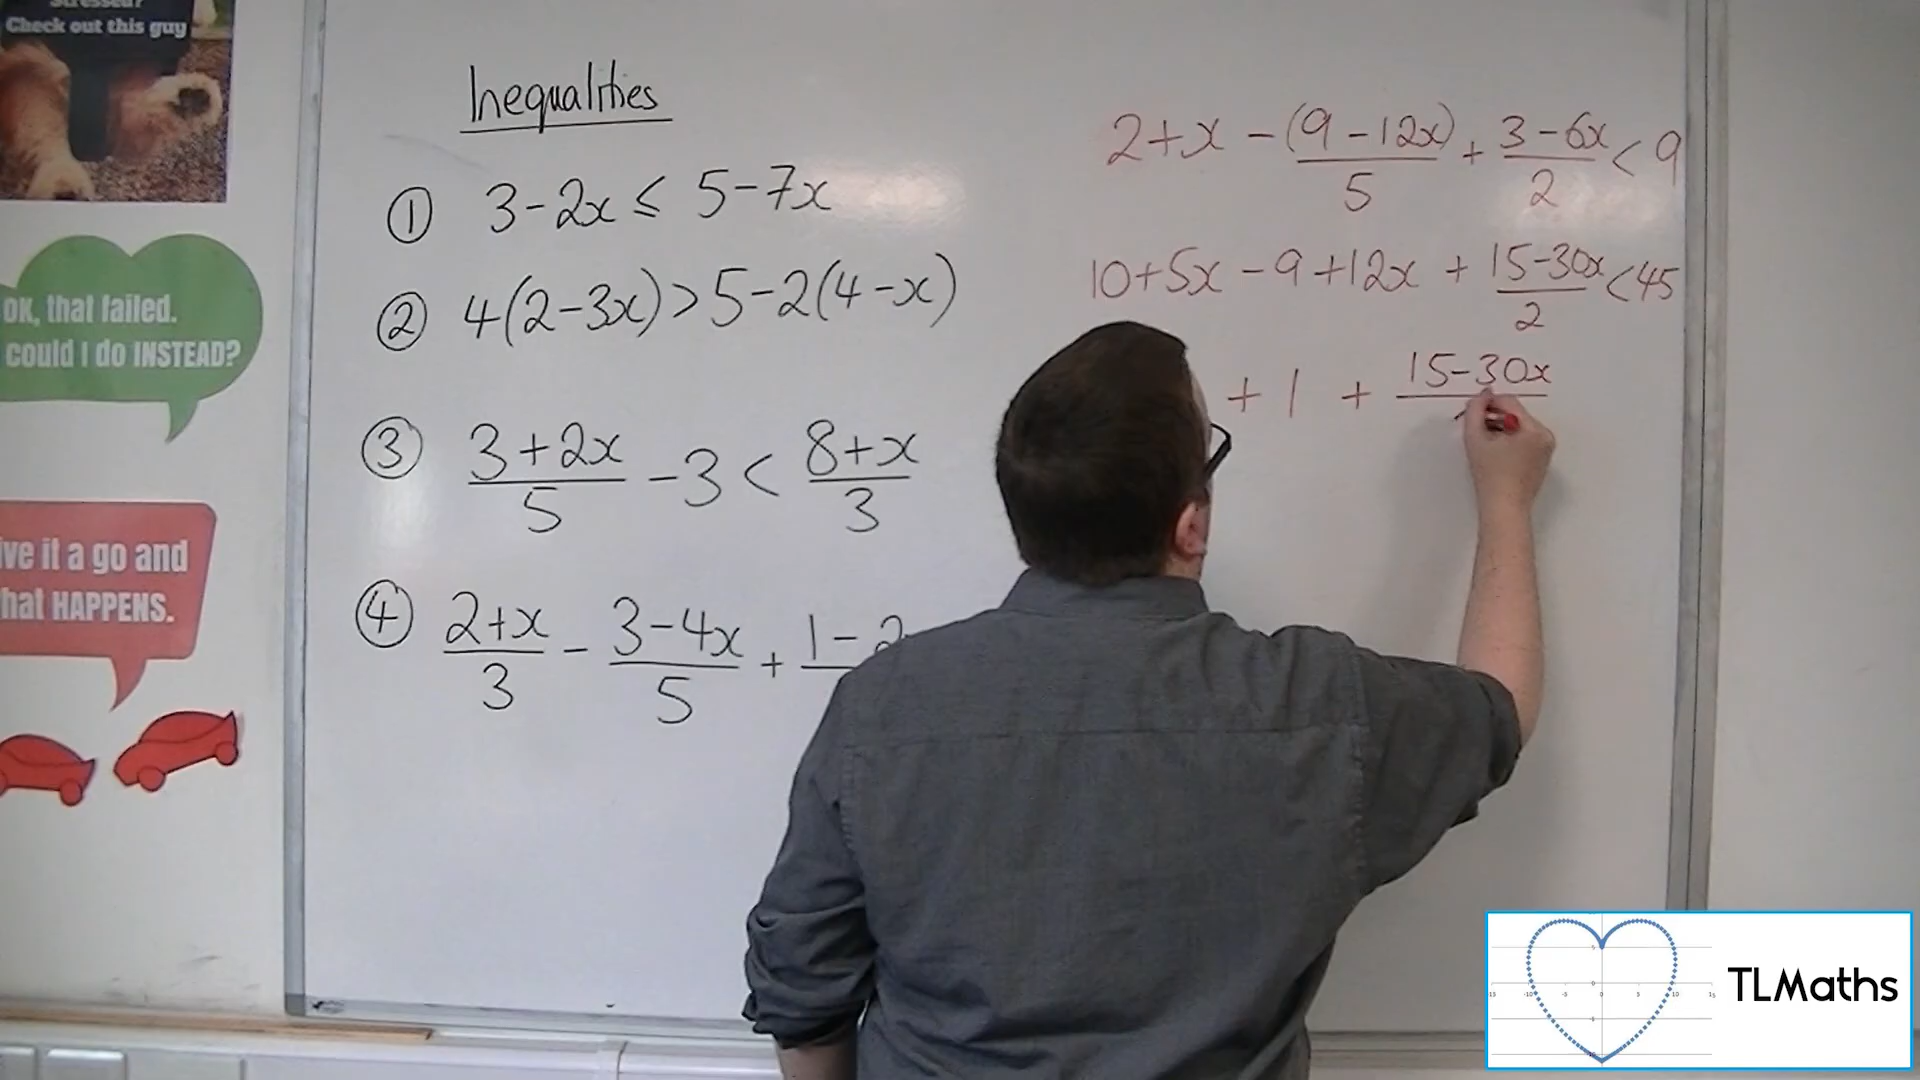 Stressed?
Check out this guy
OK, that failed.
could I do INSTEAD?
ive it a go and
hat HAPPENS.
Inequalities
① 3-2x ≤ 5-7x
② 4(2-3x) > 5-2(4-x)
③ (3+2x)/5 - 3 < (8+x)/3
④ (2+x)/3 - (3-4x)/5 + 1-2
2+x - (9-12x)/5 + (3-6x)/2 < 9
10+5x-9+12x + (15-30x)/2 < 45
+ 1 + 15-30x
TLMaths